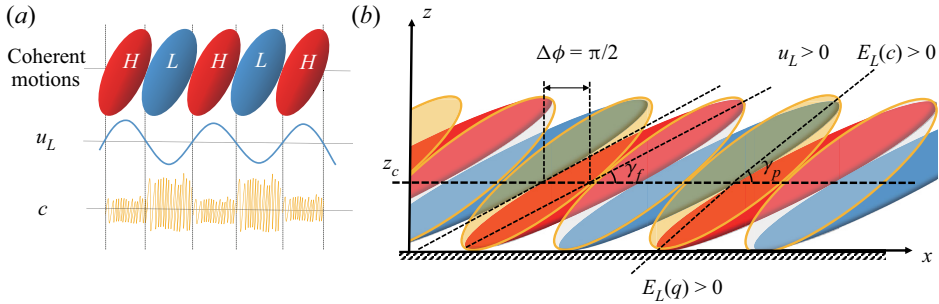 (a)
Coherent
motions
H L H L H
u_L
c
(b)
z
Δϕ = π/2
u_L > 0
E_L(c) > 0
z_c
γ_f
γ_p
x
E_L(q) > 0